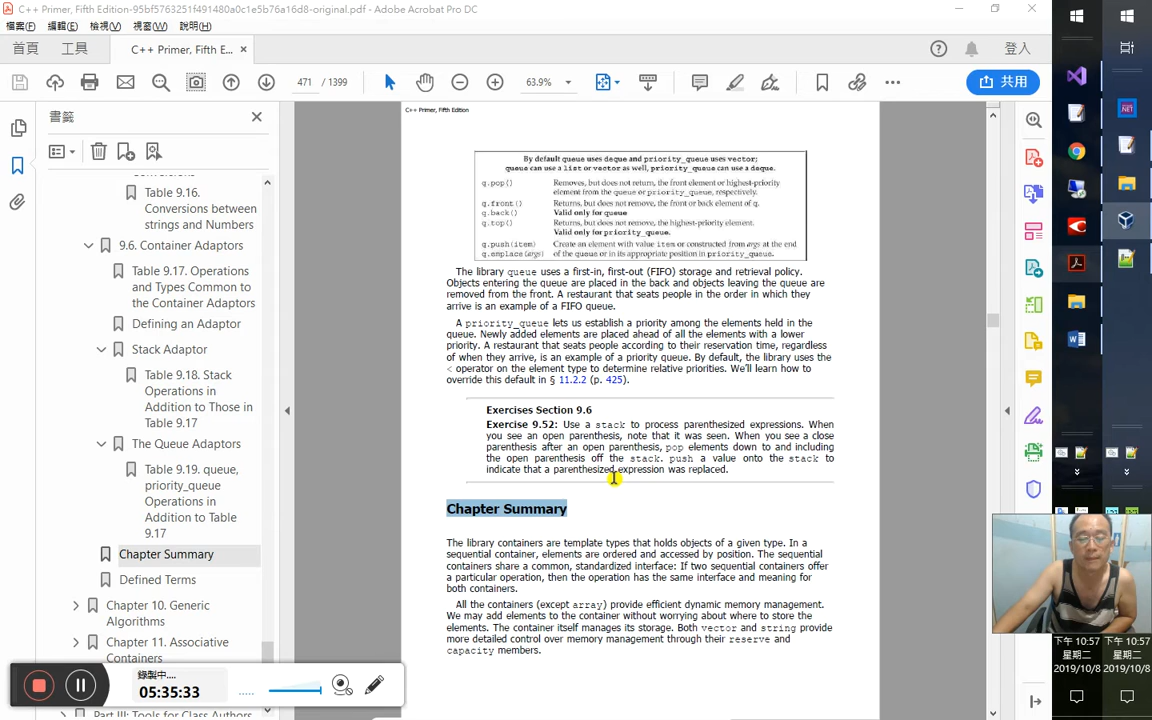 C++ Primer, Fifth Edition-95bf5763251f40480a0c1e5b76a16d8-original.pdf - Adobe Acrobat Pro DC
檔案(F) 編輯(E) 檢視(V) 視窗(W) 說明(H)
首頁 工具 C++ Primer, Fifth E... × 登入
471 / 1399 63.9% 共用
書籤
Table 9.16.
Conversions between
strings and Numbers
9.6. Container Adaptors
Table 9.17. Operations
and Types Common to
the Container Adaptors
Defining an Adaptor
Stack Adaptor
Table 9.18. Stack
Operations in
Addition to Those in
Table 9.17
The Queue Adaptors
Table 9.19. queue,
priority_queue
Operations in
Addition to Table
9.17
Chapter Summary
Defined Terms
Chapter 10. Generic
Algorithms
Chapter 11. Associative
Containers
Part III: Tools for Class Authors
錄製中....
05:35:33
C++ Primer, Fifth Edition
By default queue uses deque and priority_queue uses vector;
queue can use a list or vector as well, priority_queue can use a deque.
q.pop() Removes, but does not return, the front element or highest-priority
element from the queue or priority_queue, respectively.
q.front() Returns, but does not remove, the front or back element of q.
q.back() Valid only for queue
q.top() Returns, but does not remove, the highest-priority element.
Valid only for priority_queue.
q.push(item) Create an element with value item or constructed from args at the end
q.emplace(args) of the queue or in its appropriate position in priority_queue.
The library queue uses a first-in, first-out (FIFO) storage and retrieval policy.
Objects entering the queue are placed in the back and objects leaving the queue are
removed from the front. A restaurant that seats people in the order in which they
arrive is an example of a FIFO queue.
A priority_queue lets us establish a priority among the elements held in the
queue. Newly added elements are placed ahead of all the elements with a lower
priority. A restaurant that seats people according to their reservation time, regardless
of when they arrive, is an example of a priority queue. By default, the library uses the
< operator on the element type to determine relative priorities. We'll learn how to
override this default in § 11.2.2 (p. 425).
Exercises Section 9.6
Exercise 9.52: Use a stack to process parenthesized expressions. When
you see an open parenthesis, note that it was seen. When you see a close
parenthesis after an open parenthesis, pop elements down to and including
the open parenthesis off the stack. push a value onto the stack to
indicate that a parenthesized expression was replaced.
Chapter Summary
The library containers are template types that holds objects of a given type. In a
sequential container, elements are ordered and accessed by position. The sequential
containers share a common, standardized interface: If two sequential containers offer
a particular operation, then the operation has the same interface and meaning for
both containers.
All the containers (except array) provide efficient dynamic memory management.
We may add elements to the container without worrying about where to store the
elements. The container itself manages its storage. Both vector and string provide
more detailed control over memory management through their reserve and
capacity members.
下午 10:57 下午 10:57
星期二 星期二
2019/10/8 2019/10/8